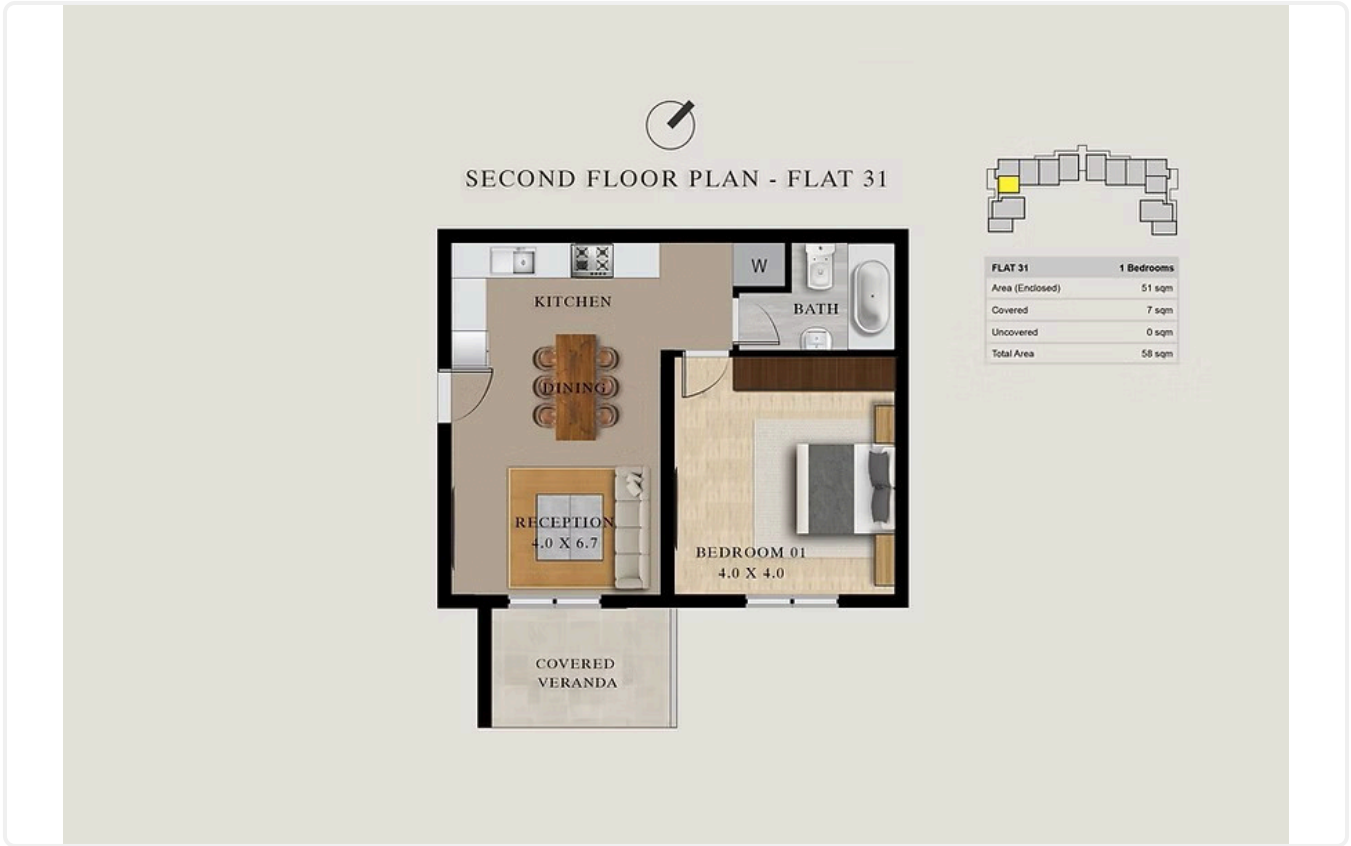 SECOND FLOOR PLAN - FLAT 31
FLAT 31 1 Bedrooms
Area (Enclosed) 51 sqm
Covered 7 sqm
Uncovered 0 sqm
Total Area 58 sqm
W
KITCHEN
BATH
DINING
RECEPTION
4.0 X 6.7
BEDROOM 01
4.0 X 4.0
COVERED
VERANDA